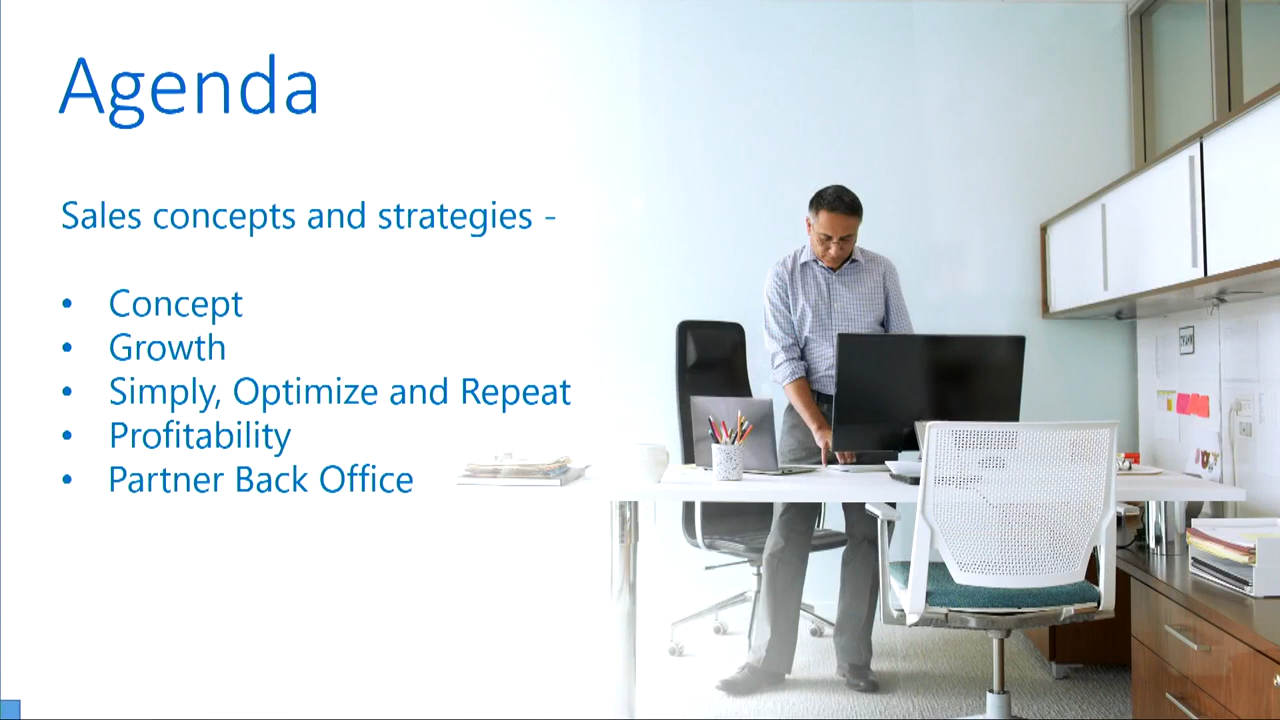 Agenda
Sales concepts and strategies -
• Concept
• Growth
• Simply, Optimize and Repeat
• Profitability
• Partner Back Office